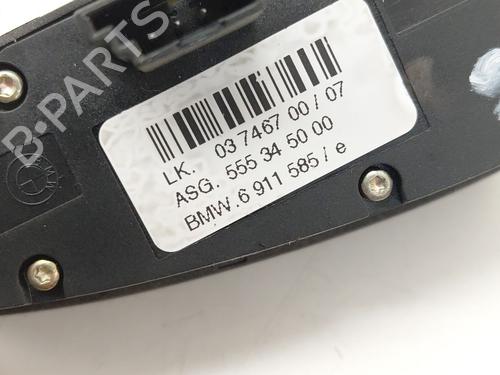 B-PARTS
LK. 03 7467 00 / 07
ASG. 555 34 50 00
BMW. 6 911 585 / e